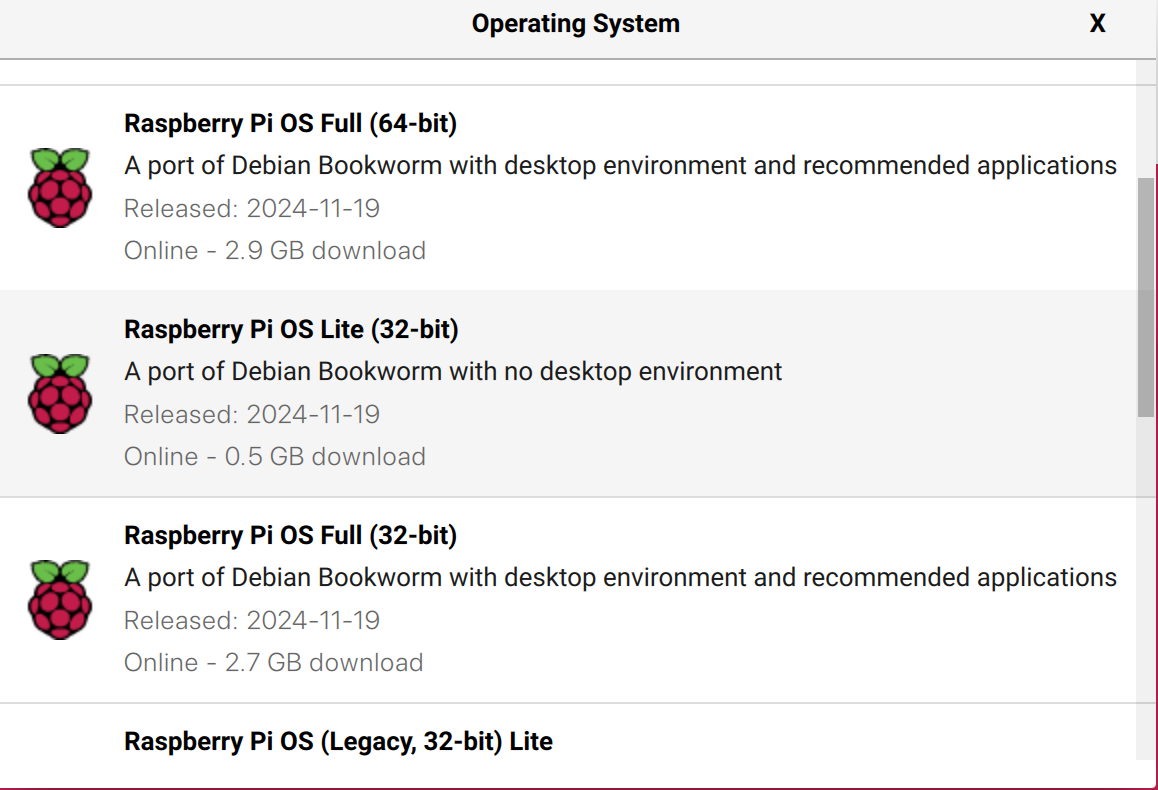 Operating System
X
Raspberry Pi OS Full (64-bit)
A port of Debian Bookworm with desktop environment and recommended applications
Released: 2024-11-19
Online - 2.9 GB download
Raspberry Pi OS Lite (32-bit)
A port of Debian Bookworm with no desktop environment
Released: 2024-11-19
Online - 0.5 GB download
Raspberry Pi OS Full (32-bit)
A port of Debian Bookworm with desktop environment and recommended applications
Released: 2024-11-19
Online - 2.7 GB download
Raspberry Pi OS (Legacy, 32-bit) Lite